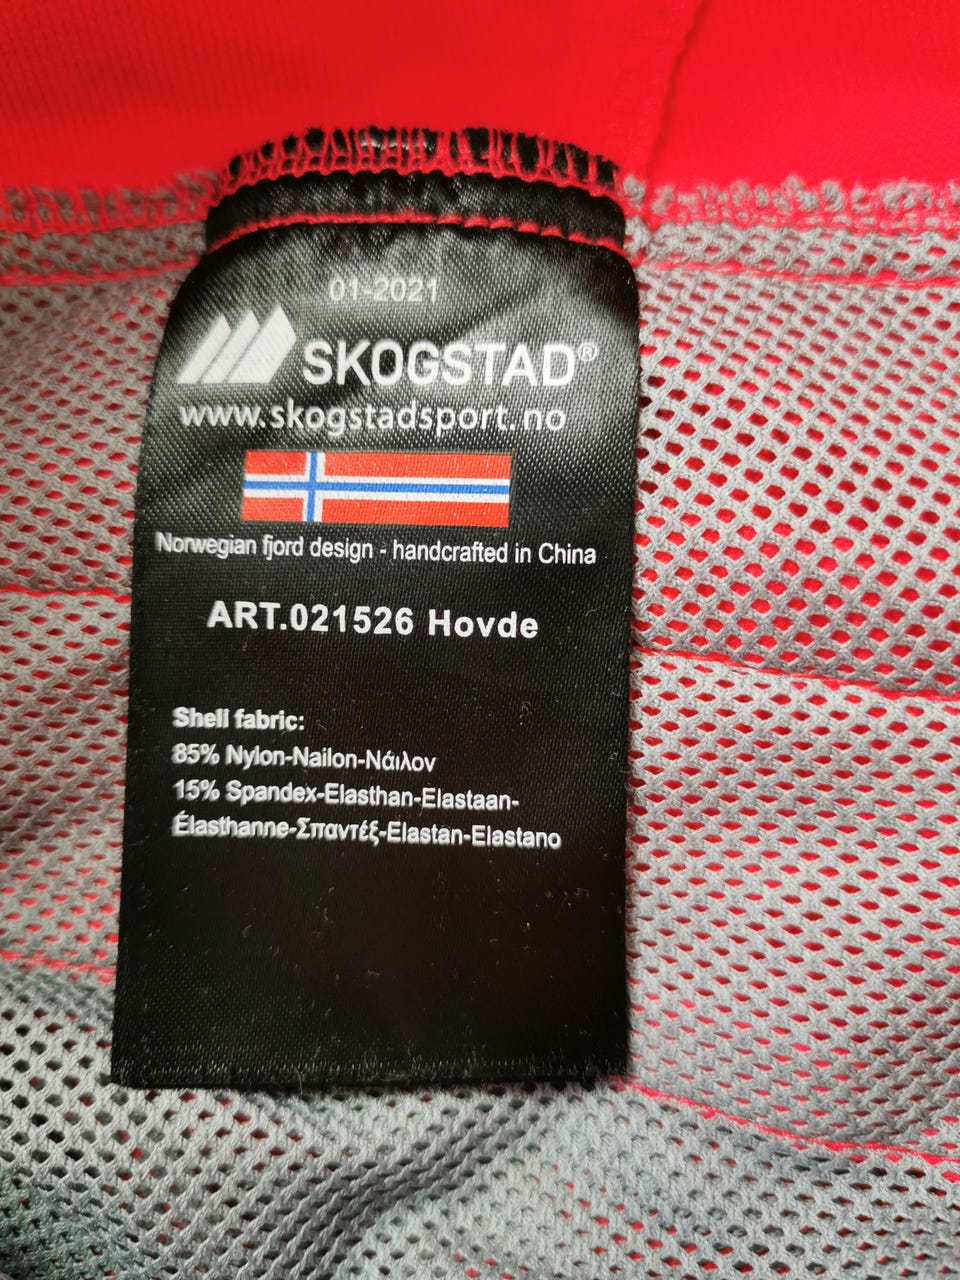 01-2021
SKOGSTAD®
www.skogstadsport.no
Norwegian fjord design - handcrafted in China
ART.021526 Hovde
Shell fabric:
85% Nylon-Nailon-Νάιλον
15% Spandex-Elasthan-Elastaan-
Élasthanne-Σπαντέξ-Elastan-Elastano